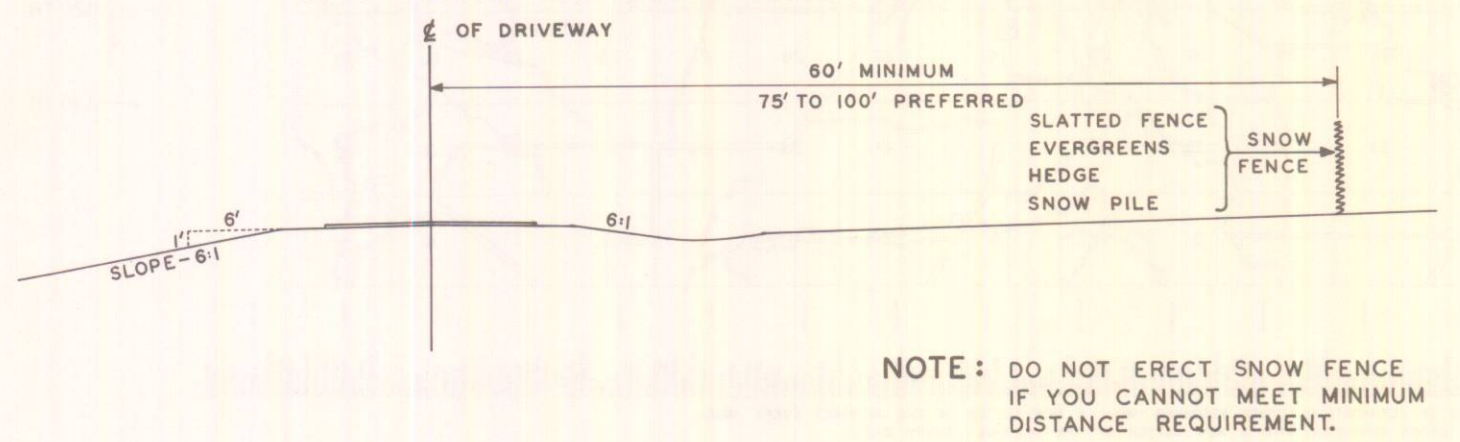 ℄ OF DRIVEWAY
60' MINIMUM
75' TO 100' PREFERRED
SLATTED FENCE
EVERGREENS
HEDGE
SNOW PILE
SNOW
FENCE
6'
1'
SLOPE-6:1
6:1
NOTE: DO NOT ERECT SNOW FENCE
IF YOU CANNOT MEET MINIMUM
DISTANCE REQUIREMENT.